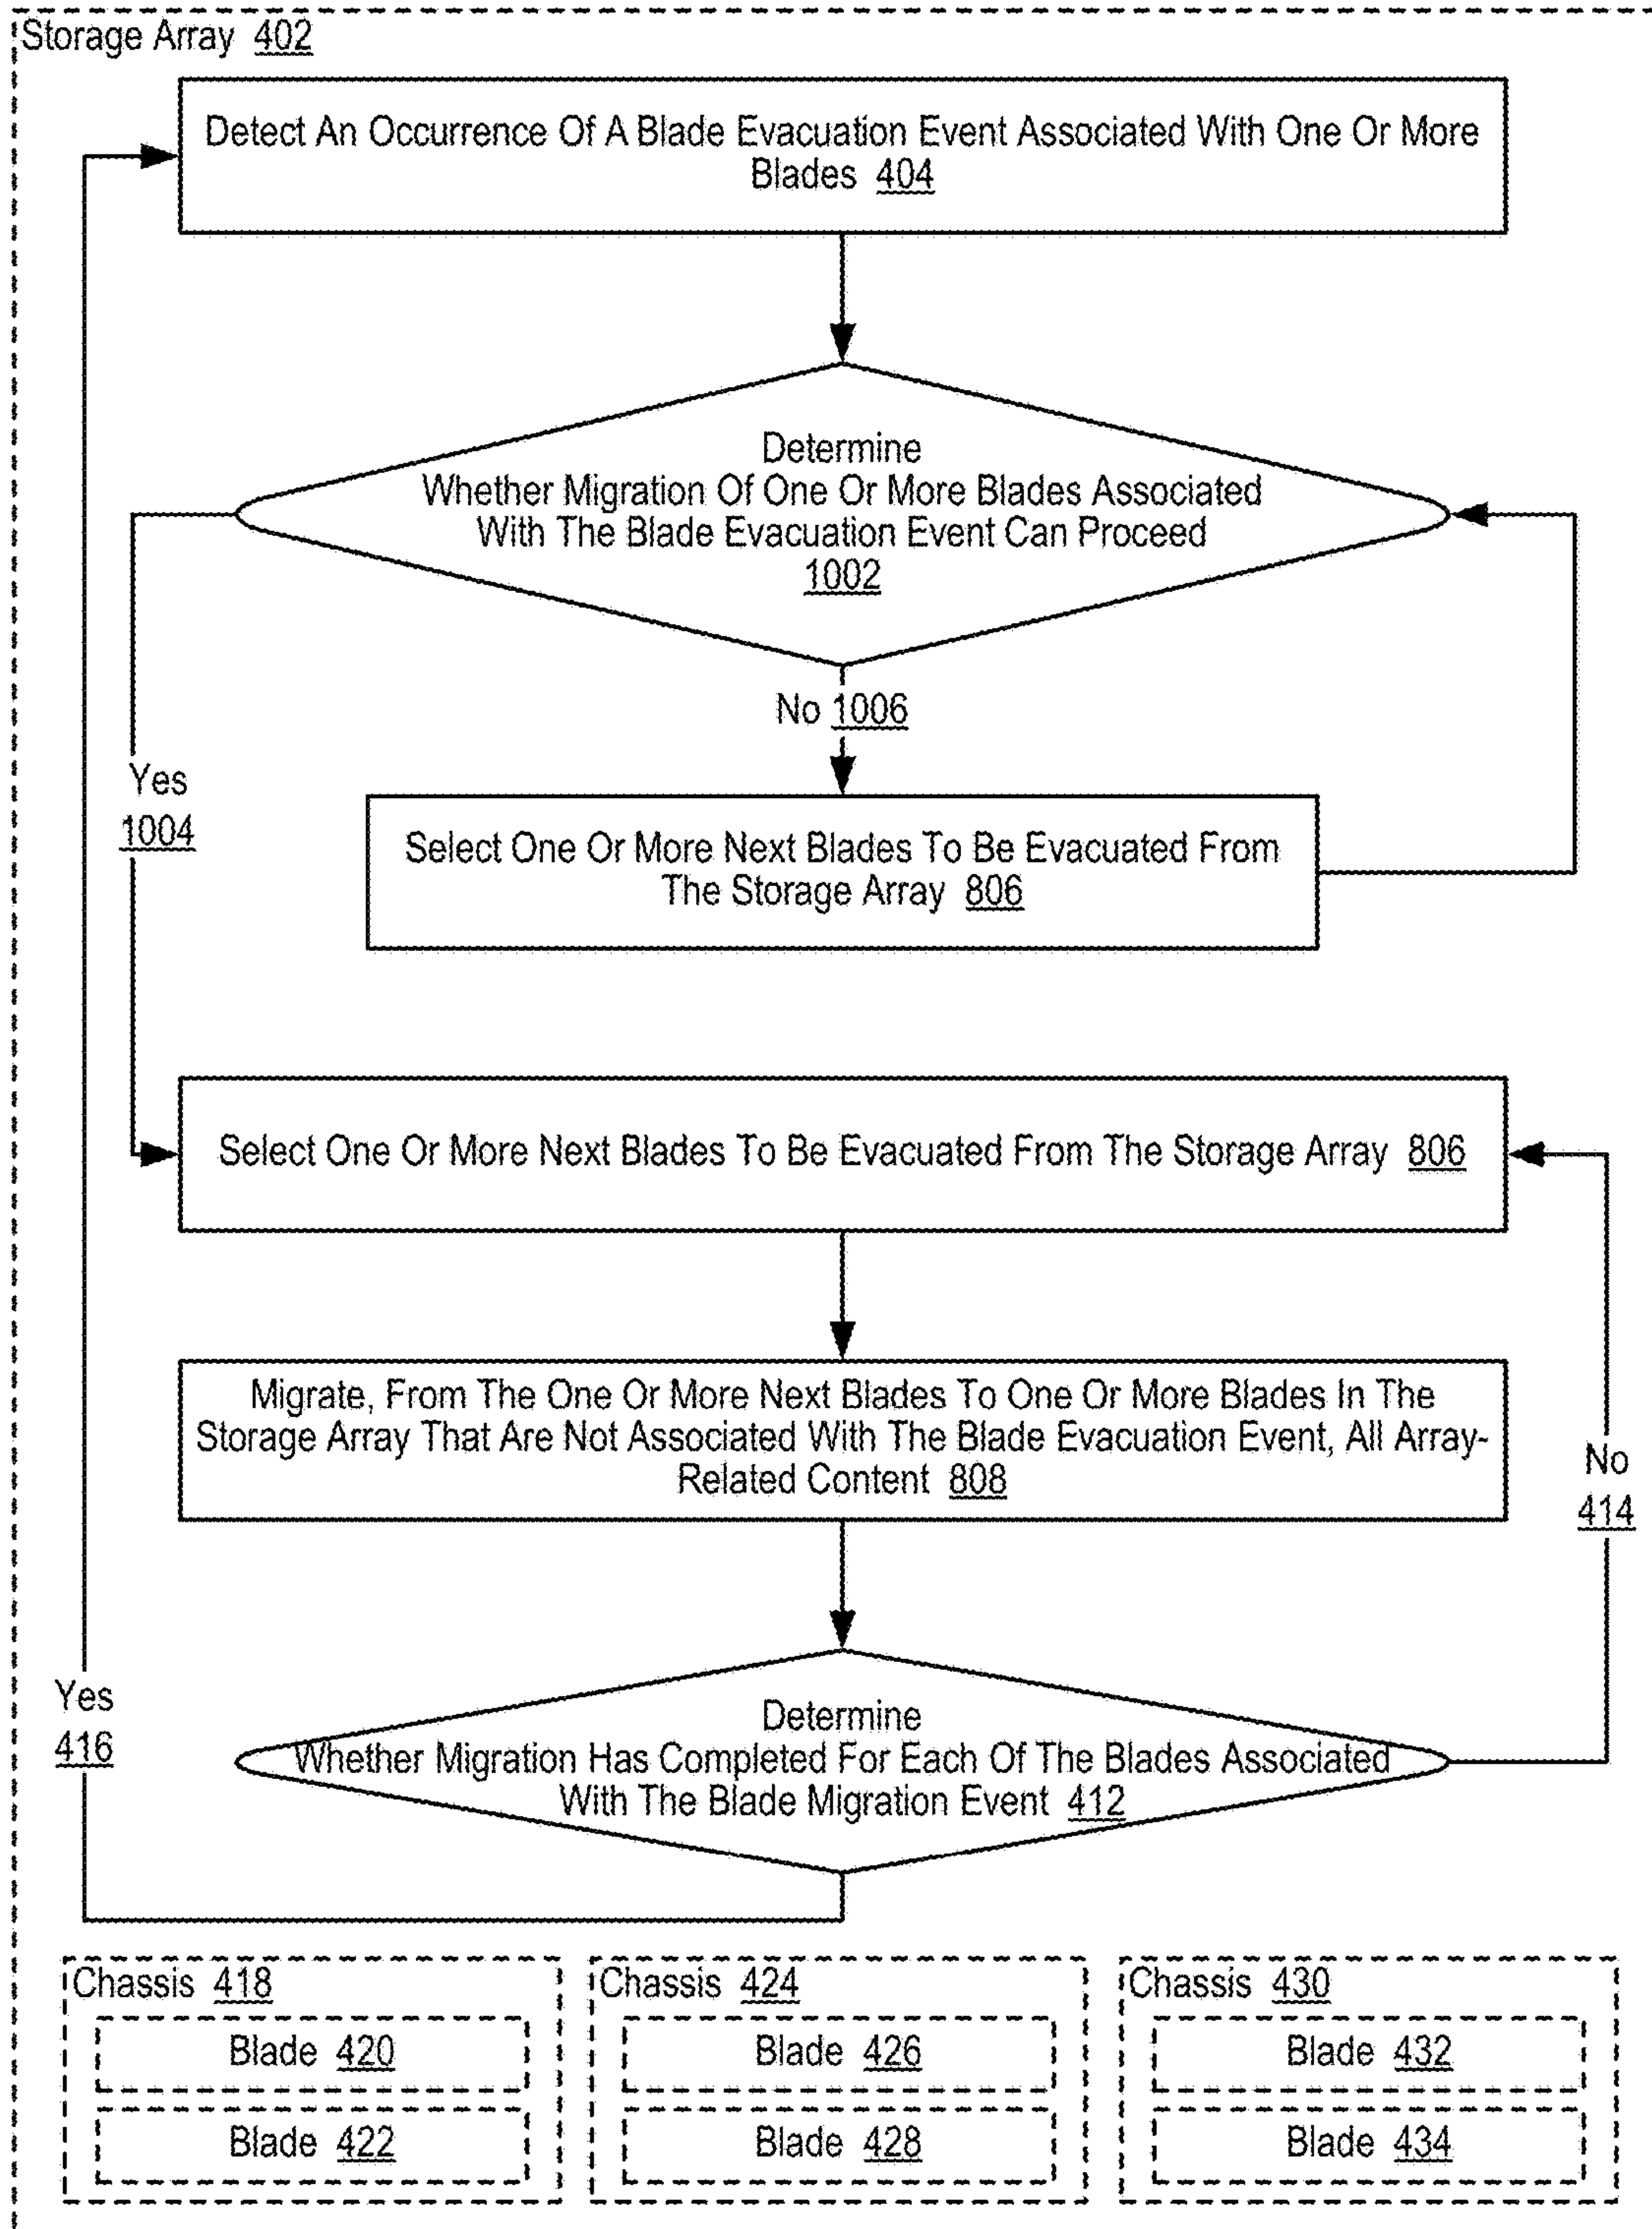 Storage Array 402
Detect An Occurrence Of A Blade Evacuation Event Associated With One Or More
Blades 404
Determine
Whether Migration Of One Or More Blades Associated
With The Blade Evacuation Event Can Proceed
1002
No 1006
Yes
1004
Select One Or More Next Blades To Be Evacuated From
The Storage Array 806
Select One Or More Next Blades To Be Evacuated From The Storage Array 806
Migrate, From The One Or More Next Blades To One Or More Blades In The
Storage Array That Are Not Associated With The Blade Evacuation Event, All Array-
Related Content 808
No
414
Yes
416
Determine
Whether Migration Has Completed For Each Of The Blades Associated
With The Blade Migration Event 412
Chassis 418
Blade 420
Blade 422
Chassis 424
Blade 426
Blade 428
Chassis 430
Blade 432
Blade 434